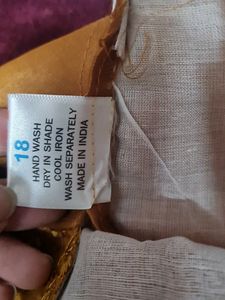 18
HAND WASH
DRY IN SHADE
COOL IRON
WASH SEPARATELY
MADE IN INDIA